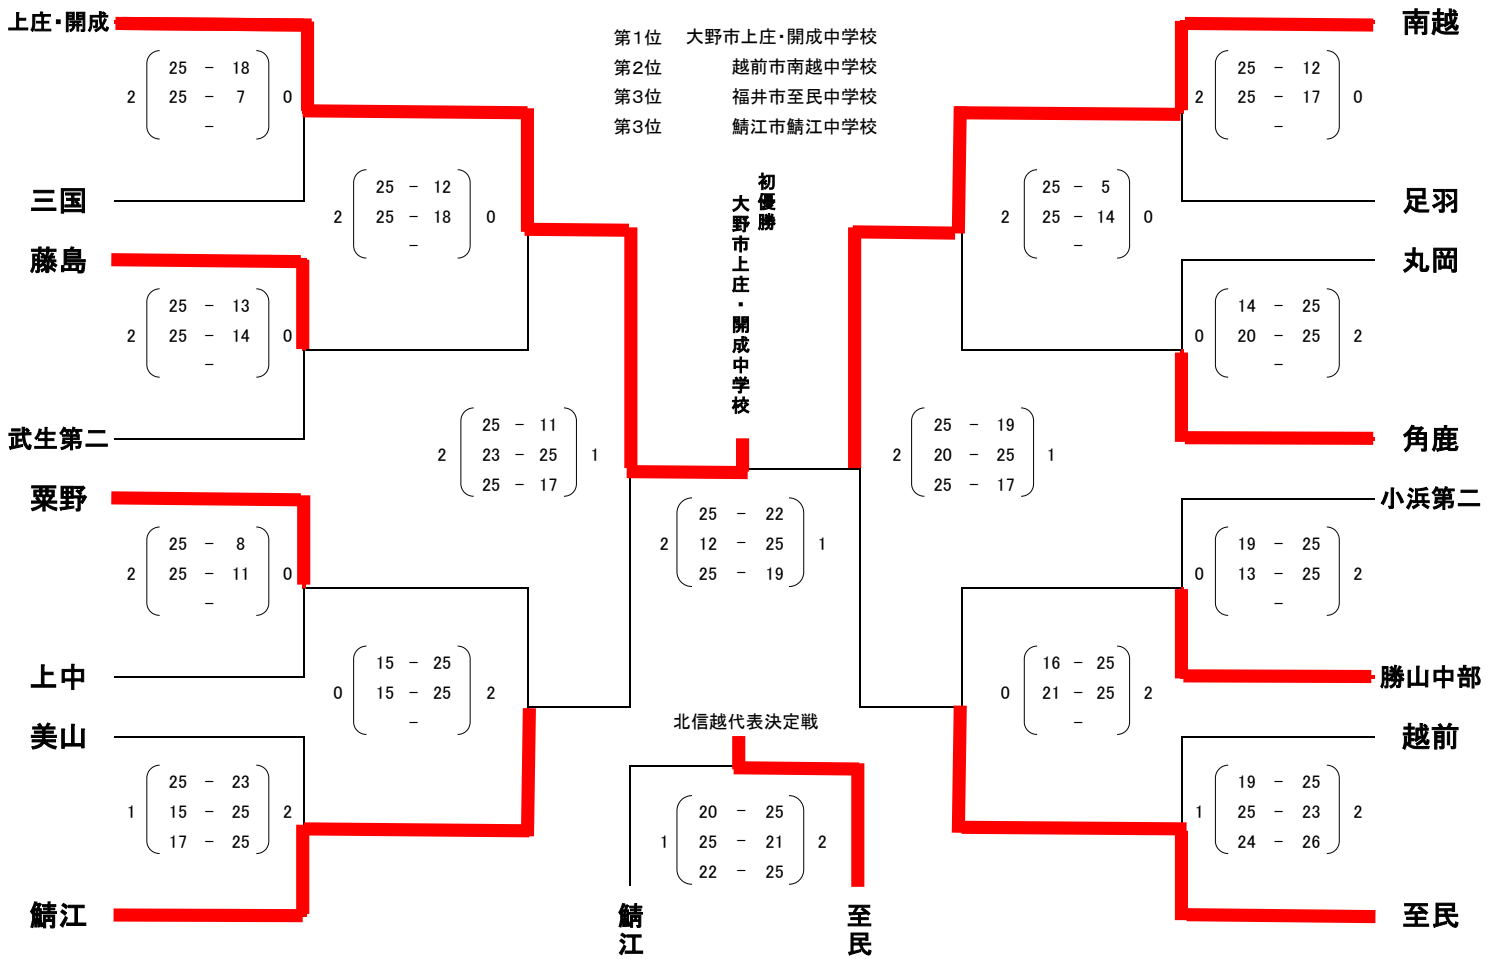 第1位 大野市上庄・開成中学校
第2位 越前市南越中学校
第3位 福井市至民中学校
第3位 鯖江市鯖江中学校
初優勝
大野市上庄・開成中学校
上庄・開成
25 - 18
2 25 - 7 0
-
三国
25 - 12
2 25 - 18 0
-
藤島
25 - 13
2 25 - 14 0
-
武生第二
25 - 11
2 23 - 25 1
25 - 17
粟野
25 - 8
2 25 - 11 0
-
上中
15 - 25
0 15 - 25 2
-
美山
25 - 23
1 15 - 25 2
17 - 25
鯖江
25 - 22
2 12 - 25 1
25 - 19
北信越代表決定戦
20 - 25
1 25 - 21 2
22 - 25
鯖江
至民
南越
25 - 12
2 25 - 17 0
-
足羽
25 - 5
2 25 - 14 0
-
丸岡
14 - 25
0 20 - 25 2
-
角鹿
25 - 19
2 20 - 25 1
25 - 17
小浜第二
19 - 25
0 13 - 25 2
-
勝山中部
16 - 25
0 21 - 25 2
-
越前
19 - 25
1 25 - 23 2
24 - 26
至民